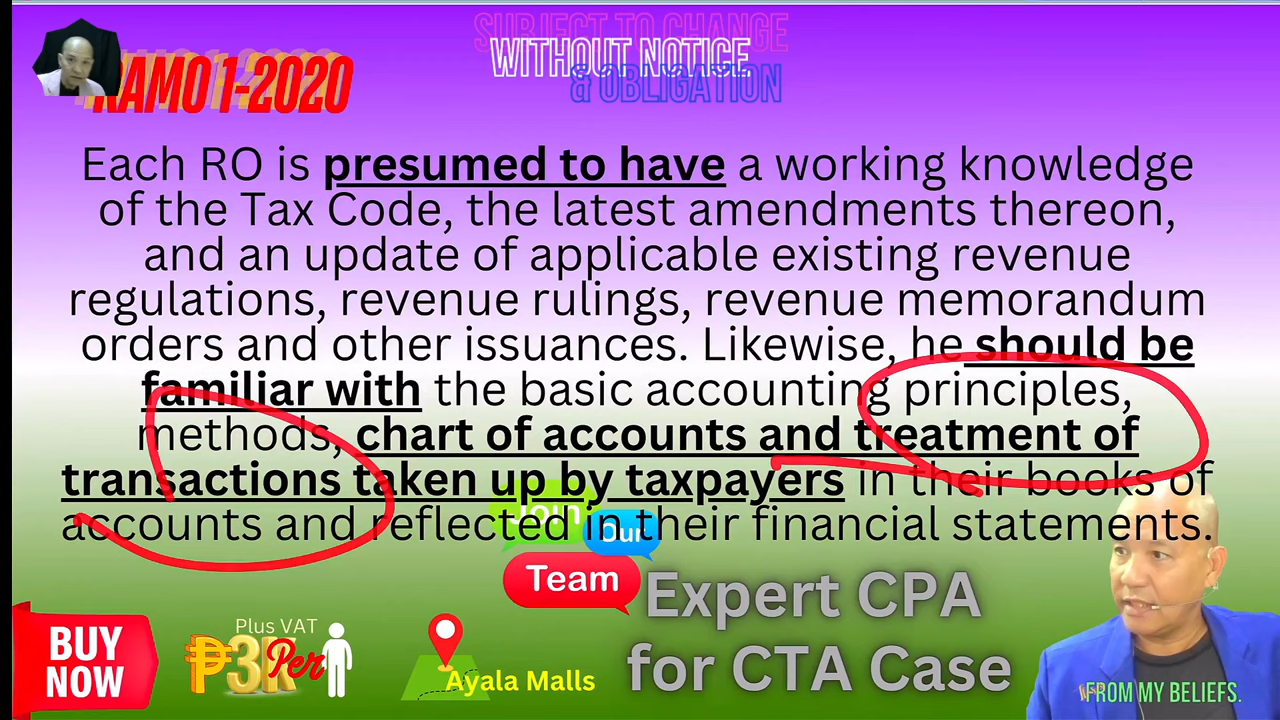 SUBJECT TO CHANGE
WITHOUT NOTICE
& OBLIGATION
RAMO 1-2020
Each RO is presumed to have a working knowledge
of the Tax Code, the latest amendments thereon,
and an update of applicable existing revenue
regulations, revenue rulings, revenue memorandum
orders and other issuances. Likewise, he should be
familiar with the basic accounting principles,
methods, chart of accounts and treatment of
transactions taken up by taxpayers in their books of
accounts and reflected in their financial statements.
Join
Our
Team
Expert CPA
for CTA Case
BUY
NOW
Plus VAT
₱3K Per
Ayala Malls
FROM MY BELIEFS.